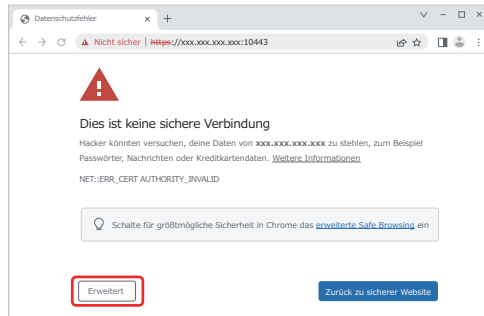 Datenschutzfehler
Nicht sicher | https://xxx.xxx.xxx.xxx:10443
Dies ist keine sichere Verbindung
Hacker könnten versuchen, deine Daten von xxx.xxx.xxx.xxx zu stehlen, zum Beispiel
Passwörter, Nachrichten oder Kreditkartendaten. Weitere Informationen
NET::ERR_CERT AUTHORITY_INVALID
Schalte für größtmögliche Sicherheit in Chrome das erweiterte Safe Browsing ein
Erweitert
Zurück zu sicherer Website